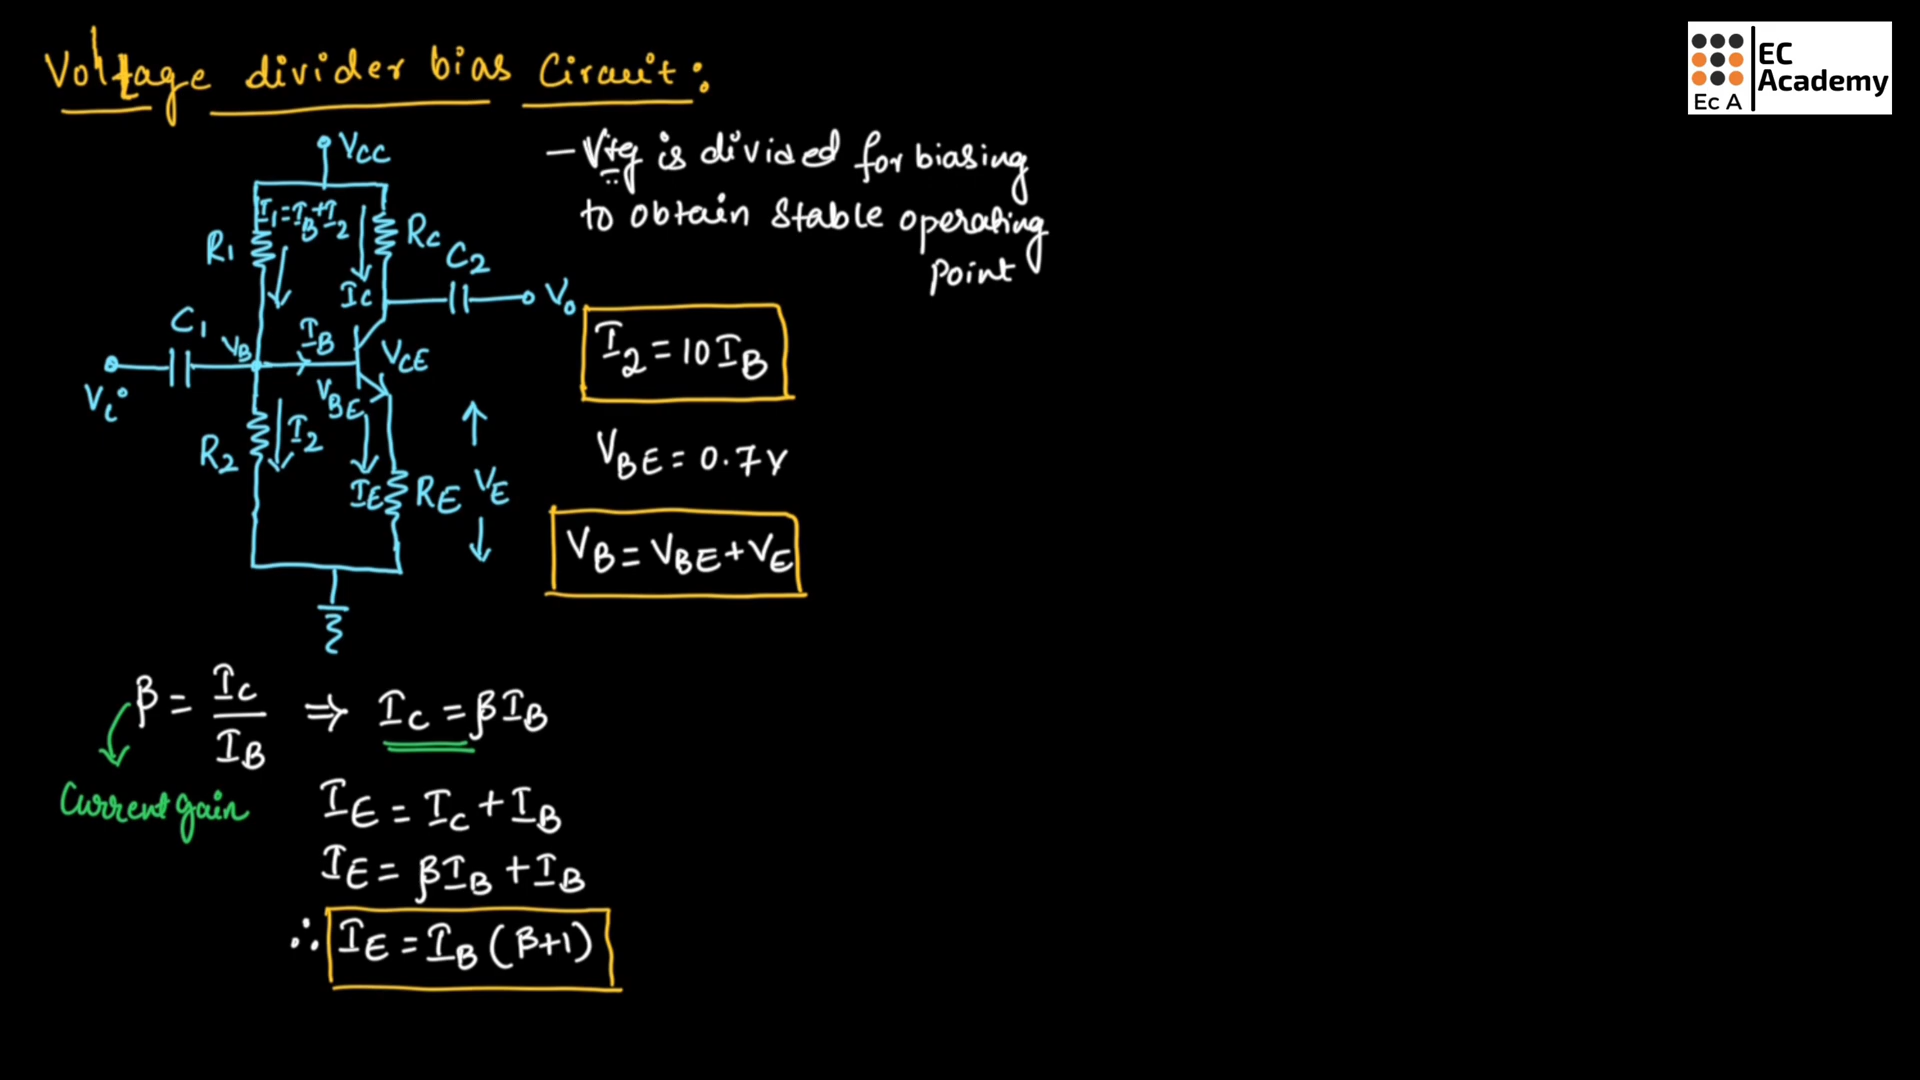 Voltage divider bias Circuit:
EC
Academy
Ec A
VCC
I1=IB+I2
R1
RC
IC
C2
Vo
C1
VB
IB
VCE
Vi
VBE
R2
I2
IE
RE
VE
- Vtg is divided for biasing
to obtain stable operating
point
I2 = 10 IB
VBE = 0.7V
VB = VBE + VE
β = IC / IB ⇒ IC = βIB
Current gain
IE = IC + IB
IE = βIB + IB
∴ IE = IB (β+1)